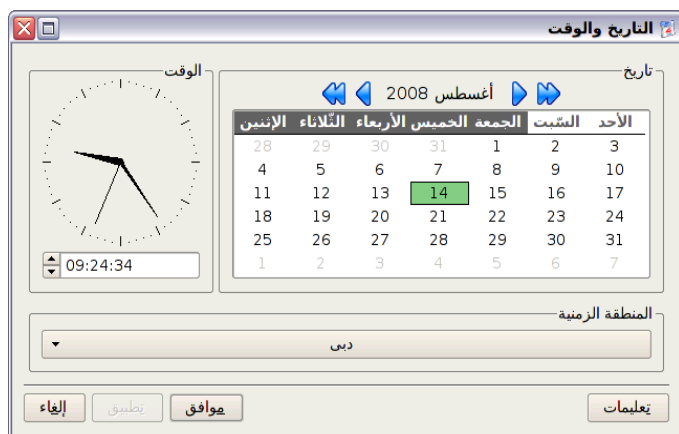 التاريخ والوقت
تاريخ
أغسطس 2008
الأحد السّبت الجمعة الخميس الأربعاء الثّلاثاء الإثنين
28 29 30 31 1 2 3
4 5 6 7 8 9 10
11 12 13 14 15 16 17
18 19 20 21 22 23 24
25 26 27 28 29 30 31
1 2 3 4 5 6 7
الوقت
09:24:34
المنطقة الزمنية
دبى
تعليمات
موافق
تطبيق
إلغاء